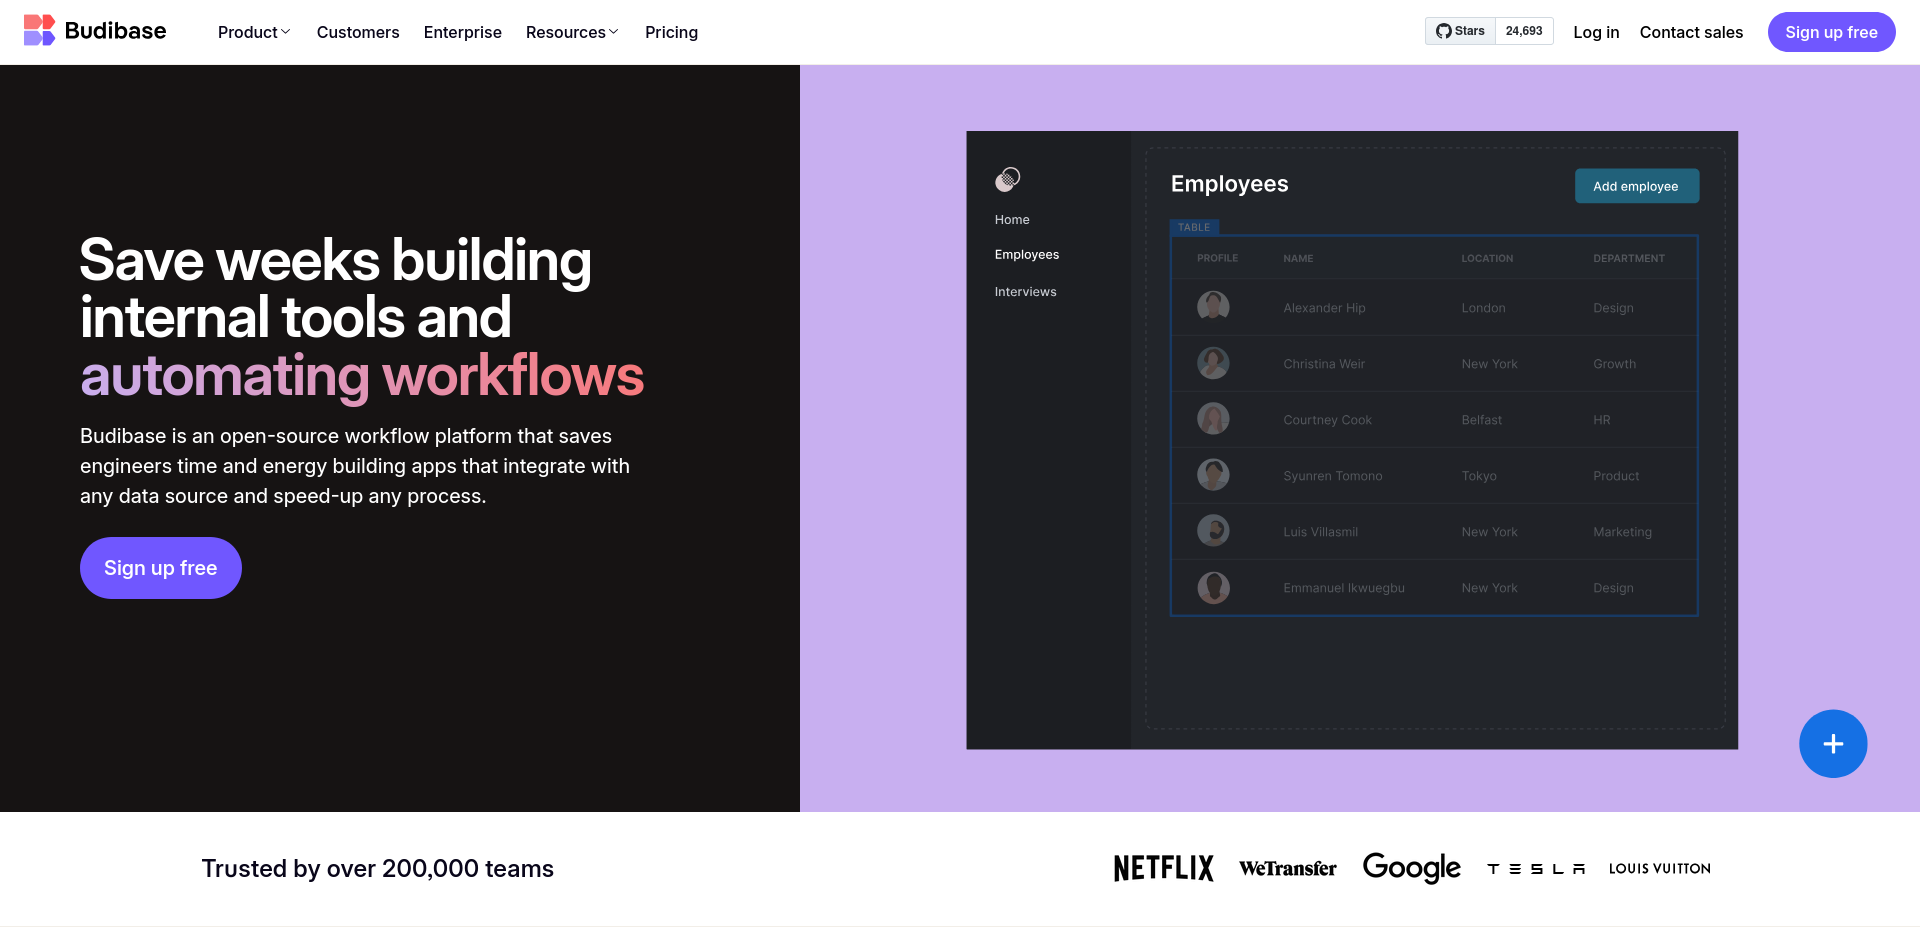 Budibase
Product
Customers
Enterprise
Resources
Pricing
Stars
24,693
Log in
Contact sales
Sign up free
Save weeks building
internal tools and
automating workflows
Budibase is an open-source workflow platform that saves
engineers time and energy building apps that integrate with
any data source and speed-up any process.
Sign up free
Home
Employees
Interviews
Employees
Add employee
TABLE
PROFILE NAME LOCATION DEPARTMENT
Alexander Hip London Design
Christina Weir New York Growth
Courtney Cook Belfast HR
Syunren Tomono Tokyo Product
Luis Villasmil New York Marketing
Emmanuel Ikwuegbu New York Design
Trusted by over 200,000 teams
NETFLIX
WeTransfer
Google
TESLA
LOUIS VUITTON